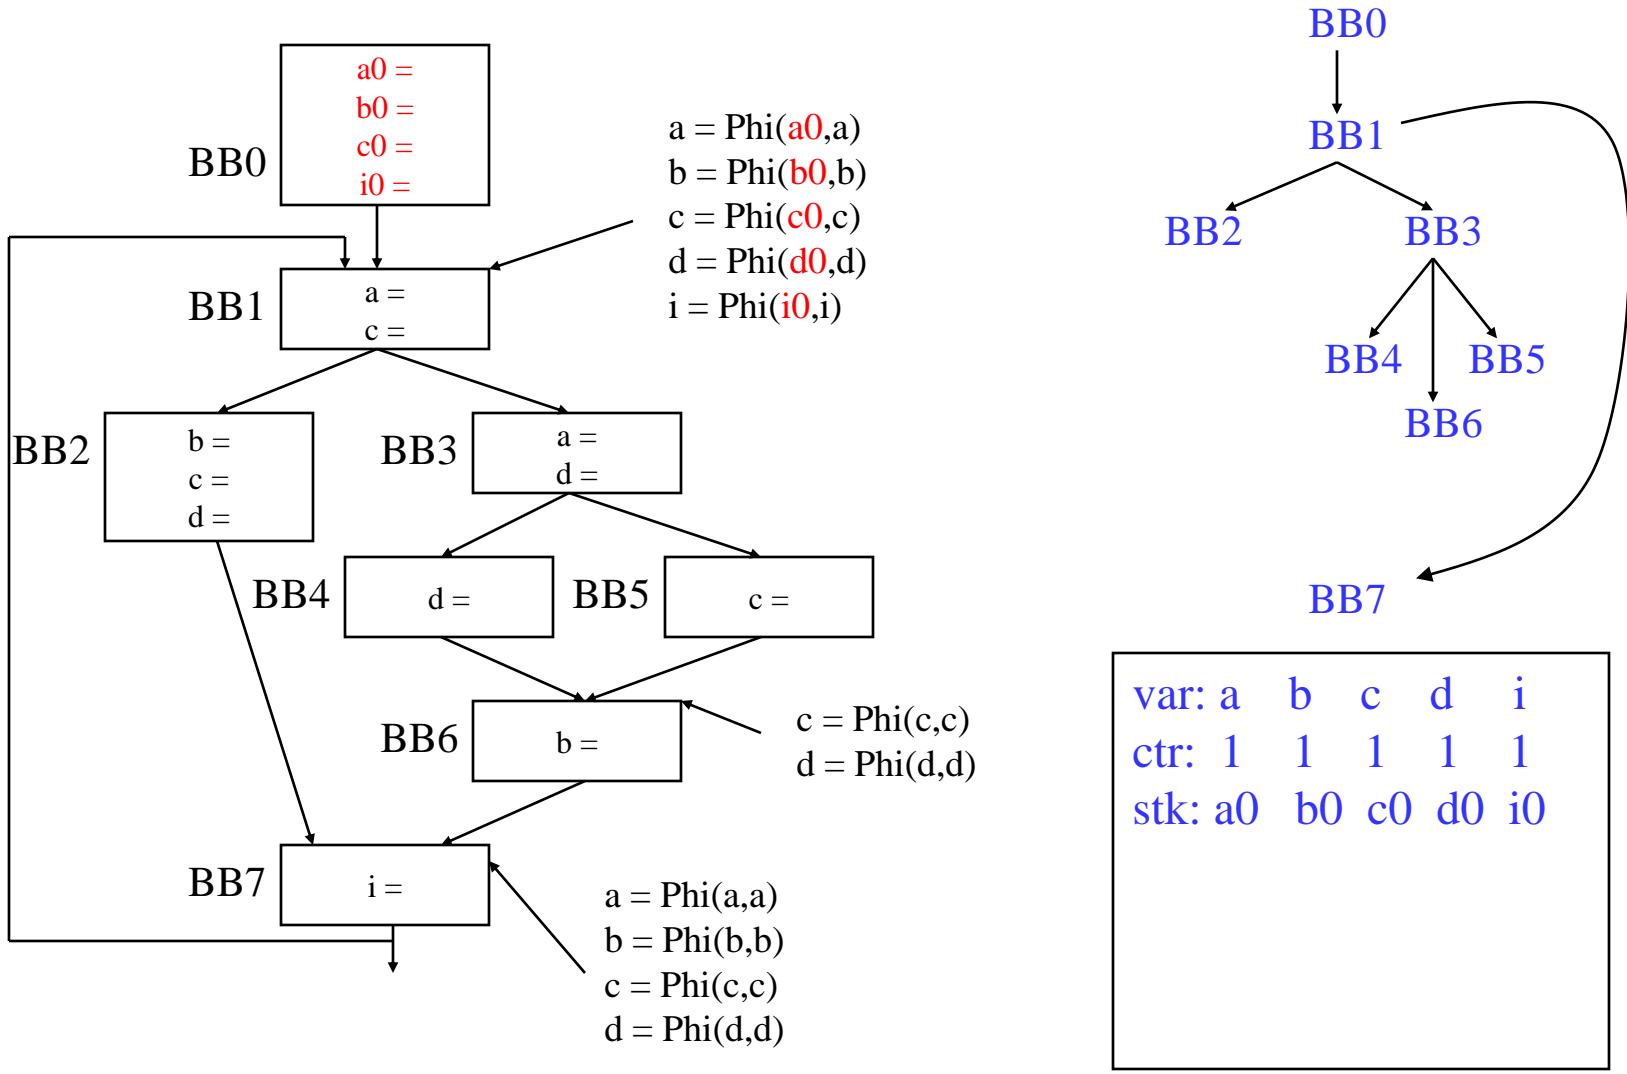 BB0
a0 =
b0 =
c0 =
i0 =
a = Phi(a0,a)
b = Phi(b0,b)
c = Phi(c0,c)
d = Phi(d0,d)
i = Phi(i0,i)
BB1
a =
c =
BB2
b =
c =
d =
BB3
a =
d =
BB4
d =
BB5
c =
BB6
b =
c = Phi(c,c)
d = Phi(d,d)
BB7
i =
a = Phi(a,a)
b = Phi(b,b)
c = Phi(c,c)
d = Phi(d,d)
BB0
BB1
BB2 BB3
BB4 BB5
BB6
BB7
var: a b c d i
ctr: 1 1 1 1 1
stk: a0 b0 c0 d0 i0